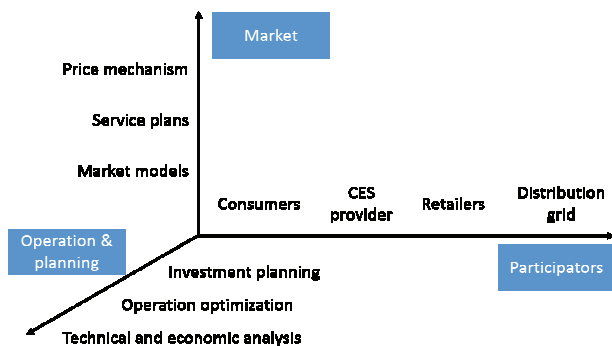 Market
Price mechanism
Service plans
Market models
Consumers
CES
provider
Retailers
Distribution
grid
Operation &
planning
Participators
Investment planning
Operation optimization
Technical and economic analysis